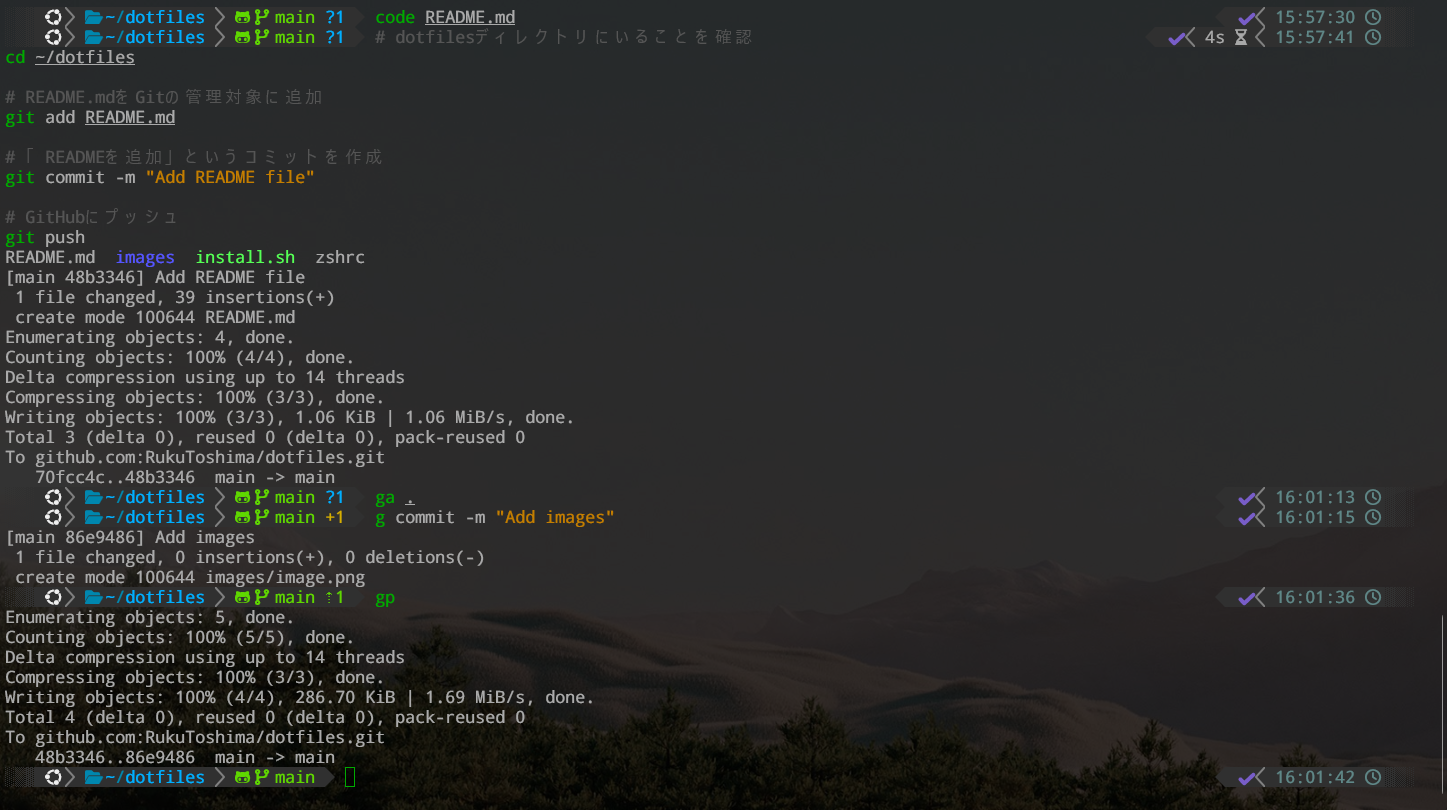 ~/dotfiles main ?1 code README.md 15:57:30
~/dotfiles main ?1 # dotfilesディレクトリにいることを確認 4s 15:57:41
cd ~/dotfiles
# README.mdをGitの管理対象に追加
git add README.md
#「READMEを追加」というコミットを作成
git commit -m "Add README file"
# GitHubにプッシュ
git push
README.md images install.sh zshrc
[main 48b3346] Add README file
1 file changed, 39 insertions(+)
create mode 100644 README.md
Enumerating objects: 4, done.
Counting objects: 100% (4/4), done.
Delta compression using up to 14 threads
Compressing objects: 100% (3/3), done.
Writing objects: 100% (3/3), 1.06 KiB | 1.06 MiB/s, done.
Total 3 (delta 0), reused 0 (delta 0), pack-reused 0
To github.com:RukuToshima/dotfiles.git
70fcc4c..48b3346 main -> main
~/dotfiles main ?1 ga . 16:01:13
~/dotfiles main +1 g commit -m "Add images" 16:01:15
[main 86e9486] Add images
1 file changed, 0 insertions(+), 0 deletions(-)
create mode 100644 images/image.png
~/dotfiles main ⇡1 gp 16:01:36
Enumerating objects: 5, done.
Counting objects: 100% (5/5), done.
Delta compression using up to 14 threads
Compressing objects: 100% (3/3), done.
Writing objects: 100% (4/4), 286.70 KiB | 1.69 MiB/s, done.
Total 4 (delta 0), reused 0 (delta 0), pack-reused 0
To github.com:RukuToshima/dotfiles.git
48b3346..86e9486 main -> main
~/dotfiles main 16:01:42